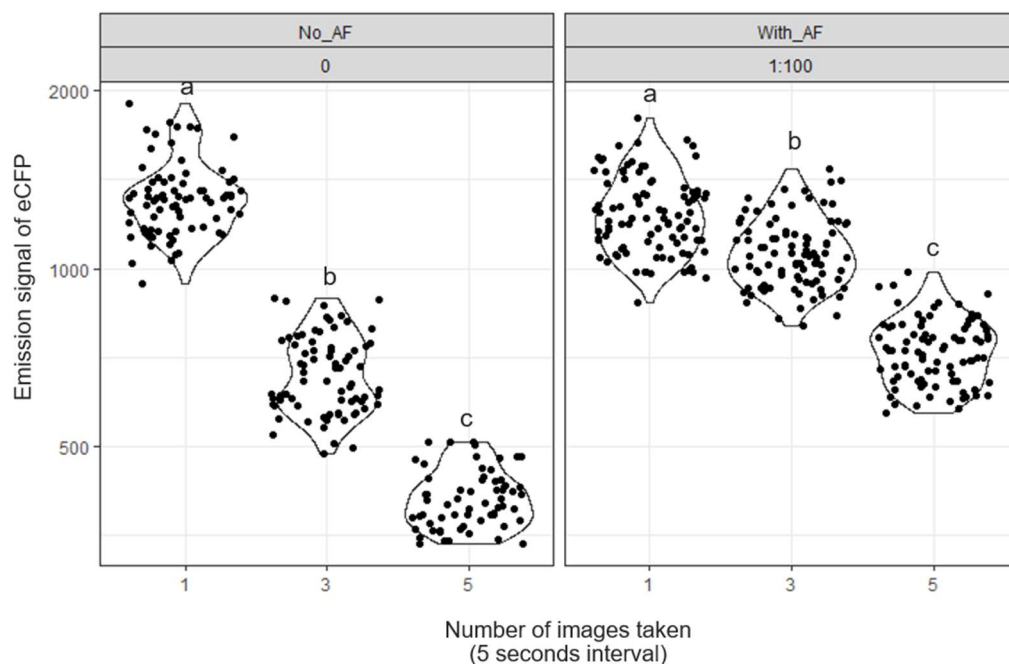 No_AF
With_AF
0
1:100
Emission signal of eCFP
2000
1000
500
a
b
c
a
b
c
1
3
5
1
3
5
Number of images taken
(5 seconds interval)